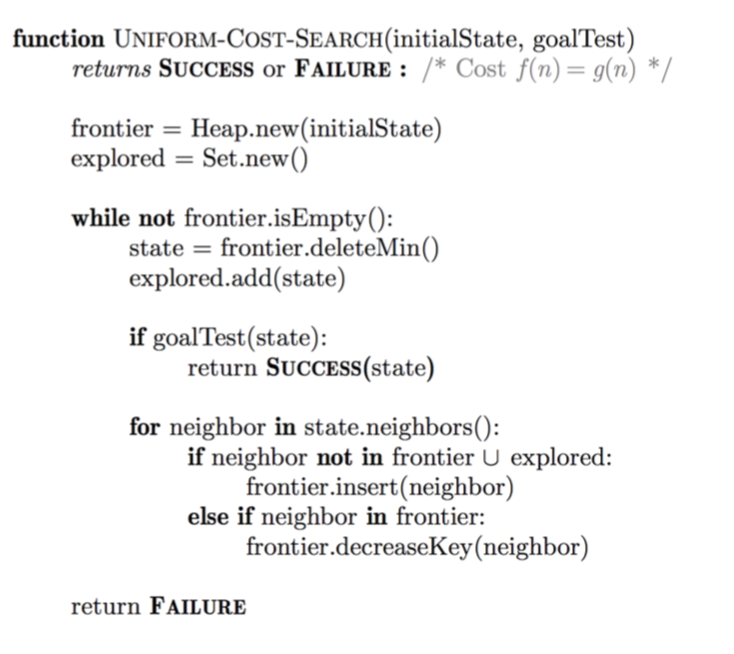 function UNIFORM-COST-SEARCH(initialState, goalTest)
returns SUCCESS or FAILURE : /* Cost f(n) = g(n) */
frontier = Heap.new(initialState)
explored = Set.new()
while not frontier.isEmpty():
state = frontier.deleteMin()
explored.add(state)
if goalTest(state):
return SUCCESS(state)
for neighbor in state.neighbors():
if neighbor not in frontier ∪ explored:
frontier.insert(neighbor)
else if neighbor in frontier:
frontier.decreaseKey(neighbor)
return FAILURE